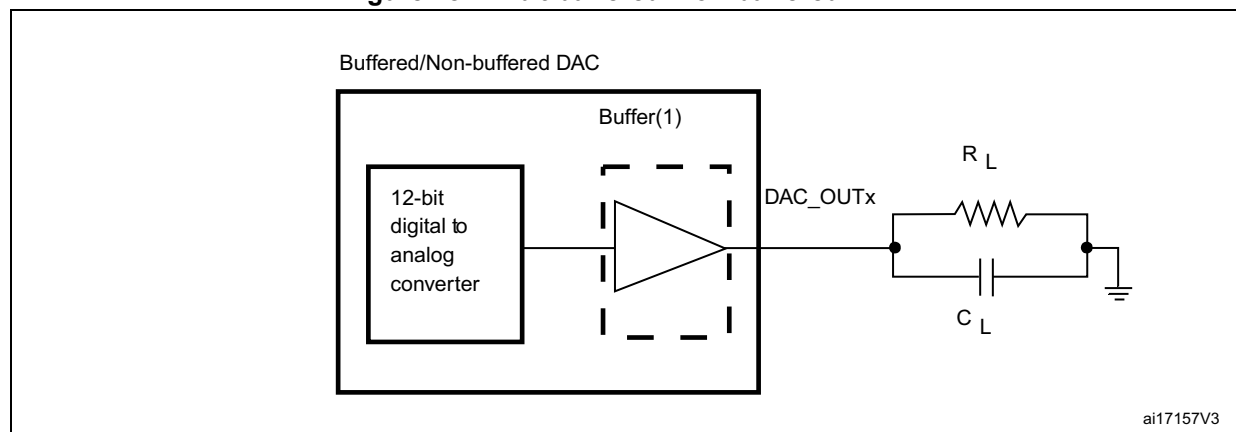 Buffered/Non-buffered DAC
Buffer(1)
12-bit
digital to
analog
converter
DAC_OUTx
R L
C L
ai17157V3